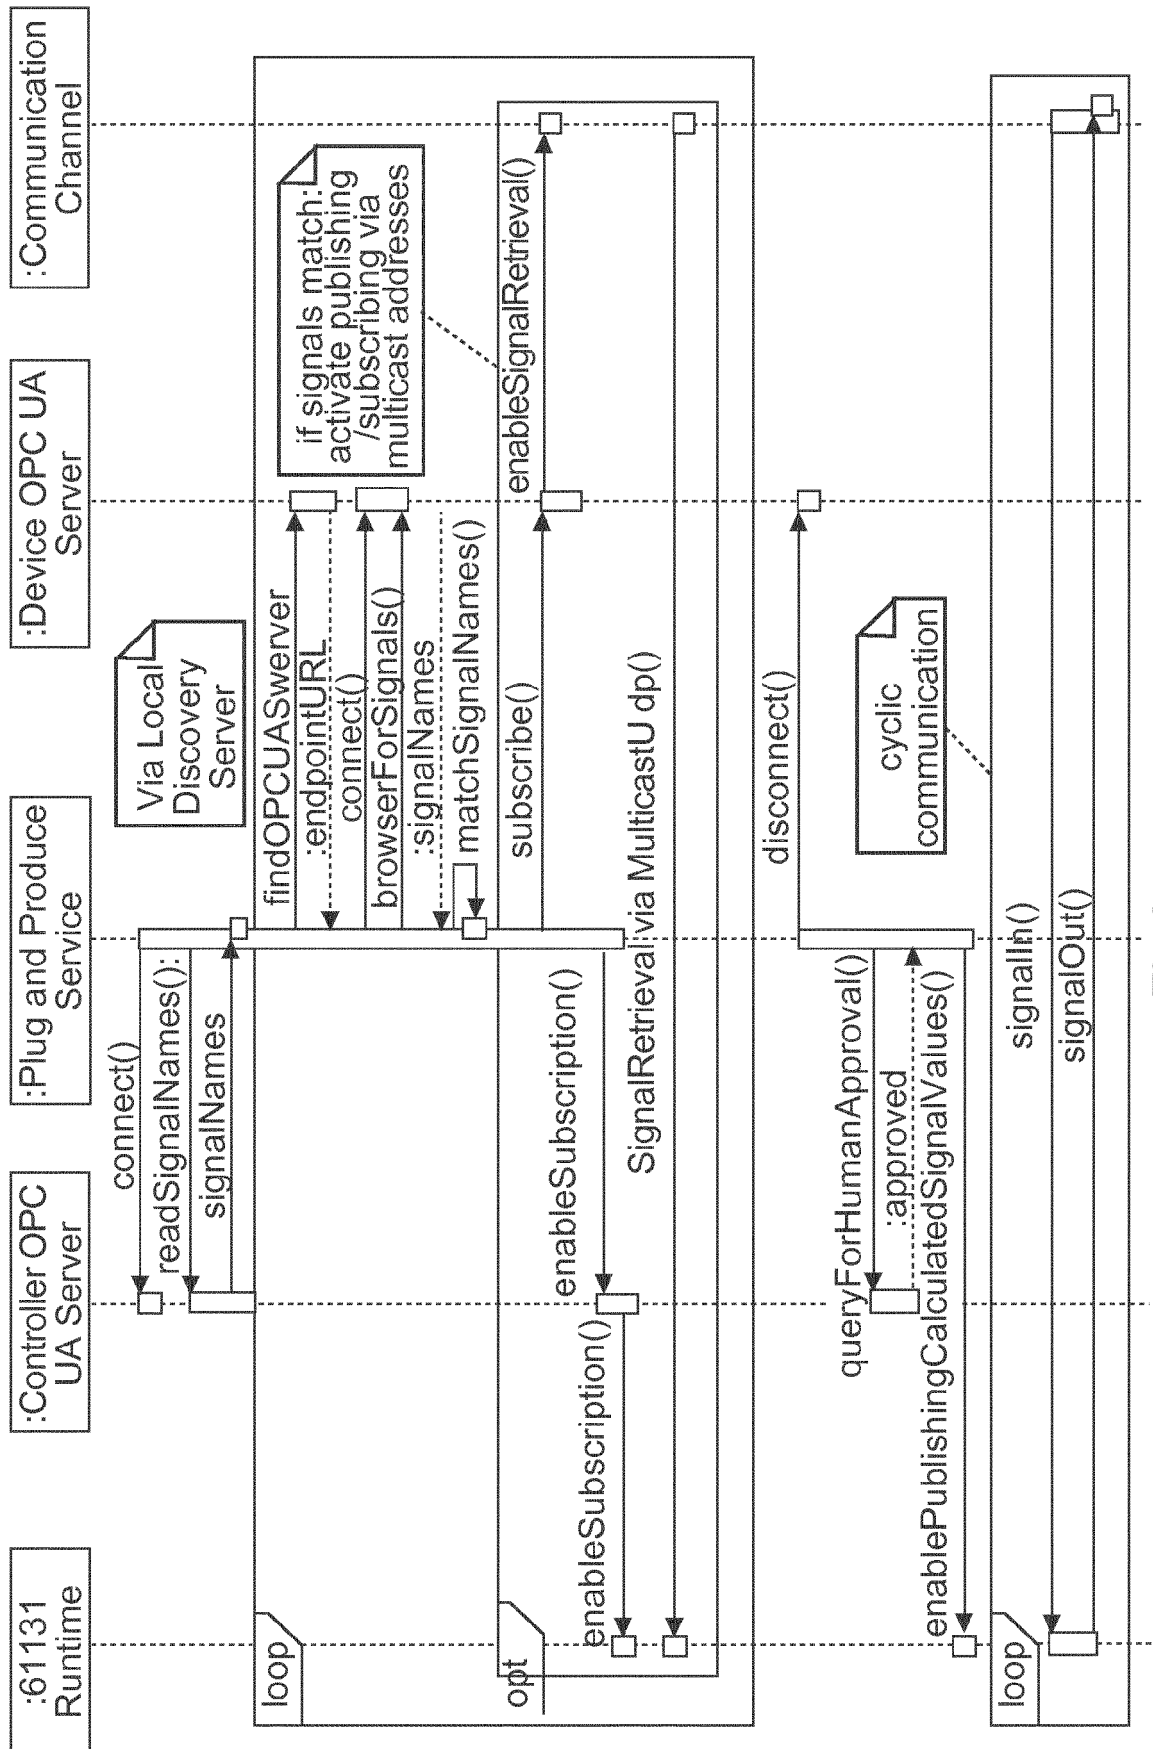 :61131
Runtime
:Controller OPC
UA Server
:Plug and Produce
Service
:Device OPC UA
Server
:Communication
Channel
connect()
readSignalNames():
signalNames
Via Local
Discovery
Server
loop
findOPCUASwerver
:endpointURL
connect()
browserForSignals()
:signalNames
matchSignalNames()
if signals match:
activate publishing
/subscribing via
multicast addresses
opt
subscribe()
enableSignalRetrieval()
enableSubscription()
enableSubscription()
SignalRetrieval via MulticastU dp()
disconnect()
queryForHumanApproval()
:approved
enablePublishingCalculatedSignalValues()
cyclic
communication
loop
signalIn()
signalOut()